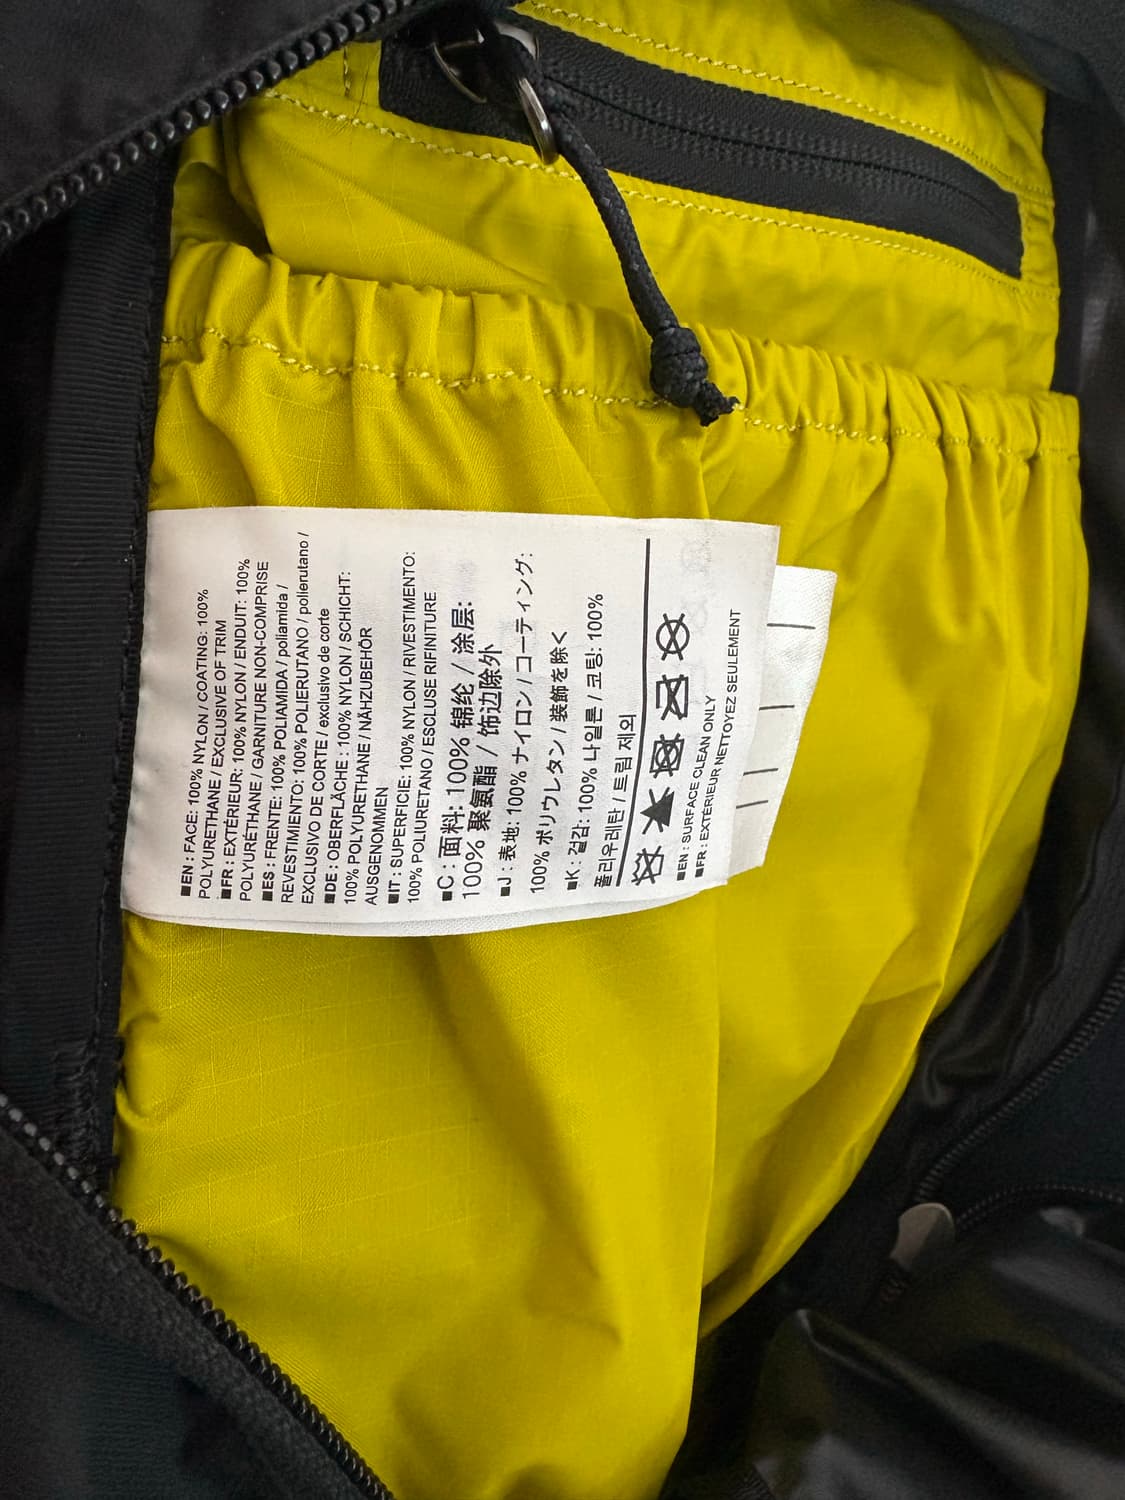 ■EN : FACE: 100% NYLON / COATING: 100%
POLYURETHANE / EXCLUSIVE OF TRIM
■FR : EXTÉRIEUR: 100% NYLON / ENDUIT: 100%
POLYURÉTHANE / GARNITURE NON-COMPRISE
■ES : FRENTE: 100% POLIAMIDA / poliamida /
REVESTIMIENTO: 100% POLIERUTANO / polierutano /
EXCLUSIVO DE CORTE / exclusivo de corte
■DE : OBERFLÄCHE : 100% NYLON / SCHICHT:
100% POLYURETHANE / NÄHZUBEHÖR
AUSGENOMMEN
■IT : SUPERFICIE: 100% NYLON / RIVESTIMENTO:
100% POLIURETANO / ESCLUSE RIFINITURE
■C : 面料: 100% 锦纶 / 涂层:
100% 聚氨酯 / 饰边除外
■J : 表地: 100% ナイロン / コーティング:
100% ポリウレタン / 装飾を除く
■K : 겉감: 100% 나일론 / 코팅: 100%
폴리우레탄 / 트림 제외
■EN : SURFACE CLEAN ONLY
■FR : EXTÉRIEUR NETTOYEZ SEULEMENT